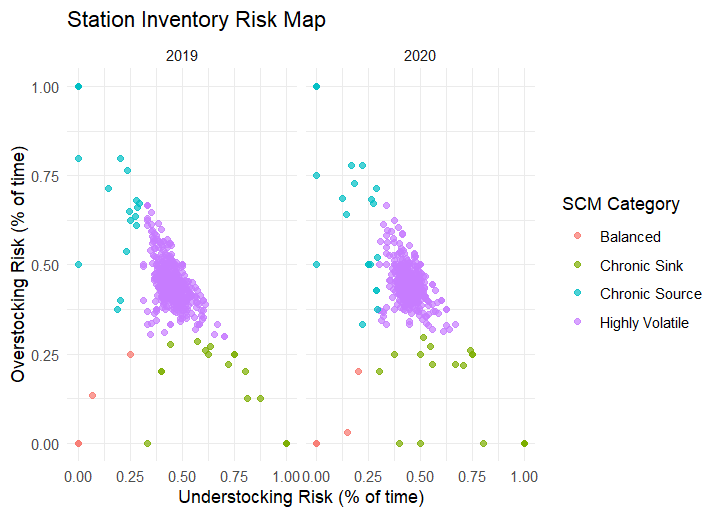 Station Inventory Risk Map
2019 2020
Overstocking Risk (% of time)
1.00
0.75
0.50
0.25
0.00
0.00 0.25 0.50 0.75 1.00 0.00 0.25 0.50 0.75 1.00
Understocking Risk (% of time)
SCM Category
Balanced
Chronic Sink
Chronic Source
Highly Volatile